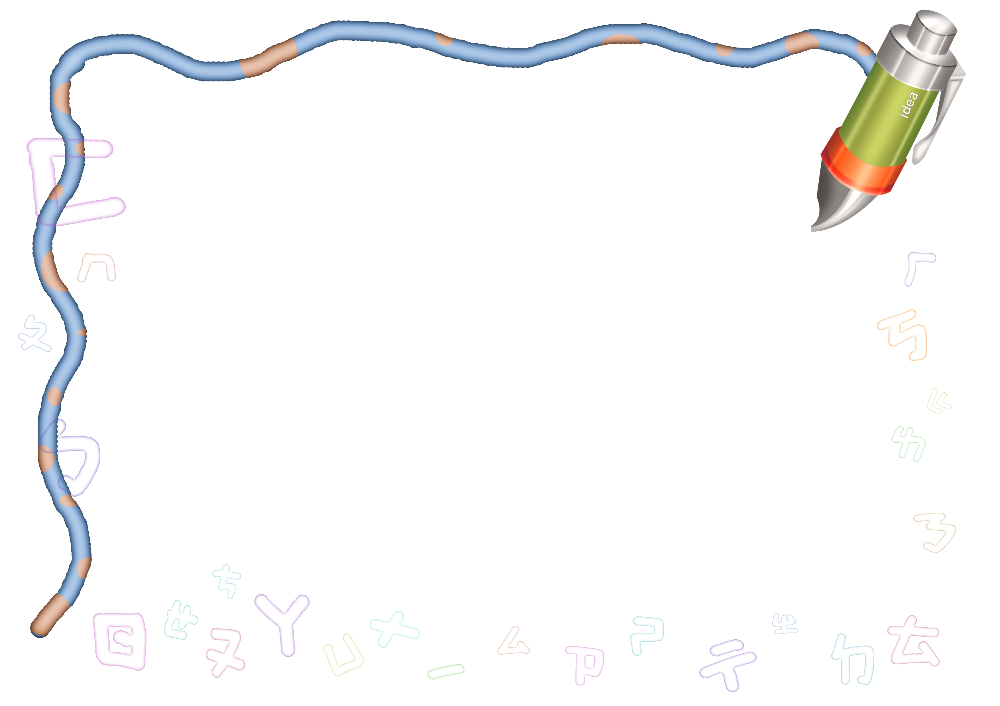 idea
ㄈ
ㄇ
ㄆ
ㄅ
ㄏ
ㄎ
ㄍ
ㄌ
ㄋ
ㄘ
ㄖ
ㄝ
ㄡ
ㄚ
ㄩ
ㄨ
ㄧ
ㄙ
ㄗ
ㄕ
ㄔ
ㄓ
ㄉ
ㄊ